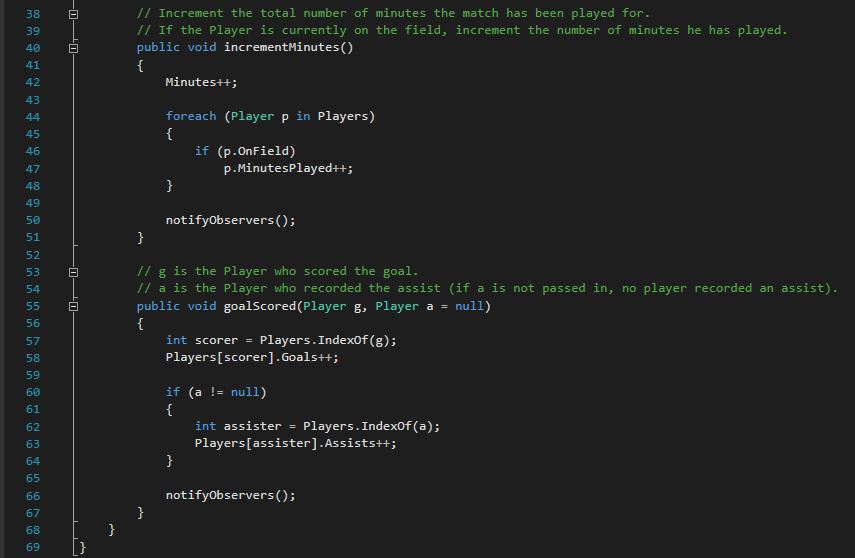 38 // Increment the total number of minutes the match has been played for.
39 // If the Player is currently on the field, increment the number of minutes he has played.
40 public void incrementMinutes()
41 {
42 Minutes++;
43
44 foreach (Player p in Players)
45 {
46 if (p.OnField)
47 p.MinutesPlayed++;
48 }
49
50 notifyObservers();
51 }
52
53 // g is the Player who scored the goal.
54 // a is the Player who recorded the assist (if a is not passed in, no player recorded an assist).
55 public void goalScored(Player g, Player a = null)
56 {
57 int scorer = Players.IndexOf(g);
58 Players[scorer].Goals++;
59
60 if (a != null)
61 {
62 int assister = Players.IndexOf(a);
63 Players[assister].Assists++;
64 }
65
66 notifyObservers();
67 }
68 }
69 }